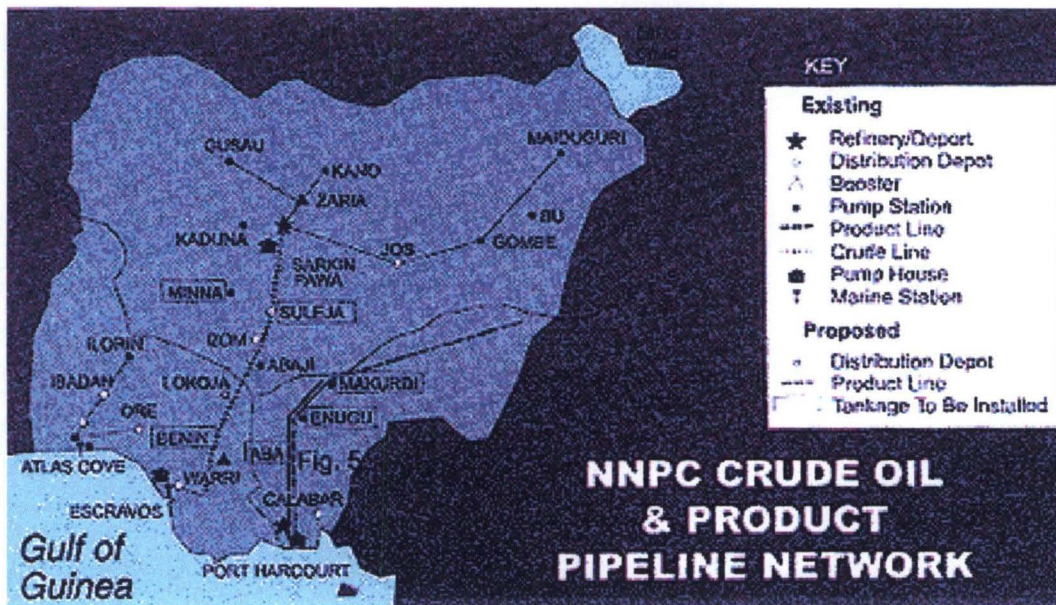 KEY
Existing
Refinery/Deport
Distribution Depot
Booster
Pump Station
Product Line
Crude Line
Pump House
Marine Station
Proposed
Distribution Depot
Product Line
Tankage To Be Installed
GUSAU
KANO
MAIDUGURI
ZARIA
BU
KADUNA
JOS
GOMBE
SARKIN
PAWA
MINNA
SULEJA
ROM
ILORIN
ABAJI
IBADAN
LOKOJA
MAKURDI
ORE
ENUGU
BENIN
ABA
Fig. 5
ATLAS COVE
WARRI
CALABAR
ESCRAVOS
Gulf of
Guinea
PORT HARCOURT
NNPC CRUDE OIL
& PRODUCT
PIPELINE NETWORK